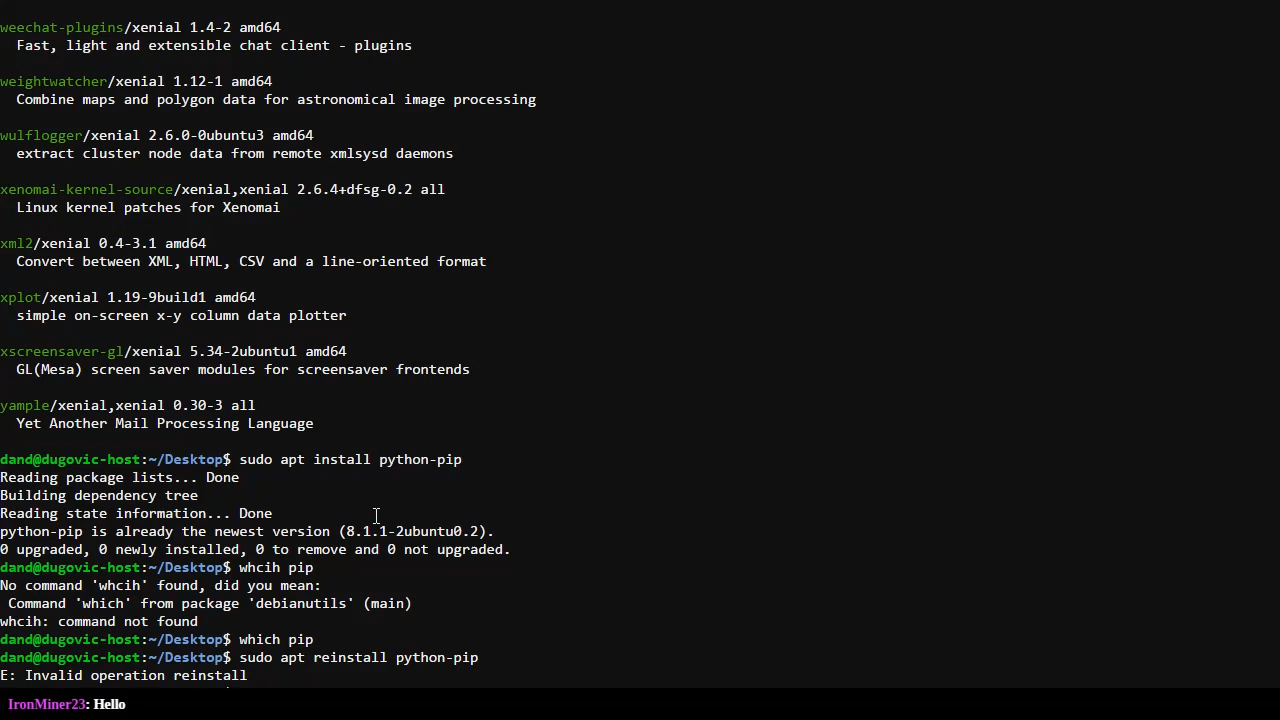 weechat-plugins/xenial 1.4-2 amd64
  Fast, light and extensible chat client - plugins
weightwatcher/xenial 1.12-1 amd64
  Combine maps and polygon data for astronomical image processing
wulflogger/xenial 2.6.0-0ubuntu3 amd64
  extract cluster node data from remote xmlsysd daemons
xenomai-kernel-source/xenial,xenial 2.6.4+dfsg-0.2 all
  Linux kernel patches for Xenomai
xml2/xenial 0.4-3.1 amd64
  Convert between XML, HTML, CSV and a line-oriented format
xplot/xenial 1.19-9build1 amd64
  simple on-screen x-y column data plotter
xscreensaver-gl/xenial 5.34-2ubuntu1 amd64
  GL(Mesa) screen saver modules for screensaver frontends
yample/xenial,xenial 0.30-3 all
  Yet Another Mail Processing Language
dand@dugovic-host:~/Desktop$ sudo apt install python-pip
Reading package lists... Done
Building dependency tree
Reading state information... Done
python-pip is already the newest version (8.1.1-2ubuntu0.2).
0 upgraded, 0 newly installed, 0 to remove and 0 not upgraded.
dand@dugovic-host:~/Desktop$ whcih pip
No command 'whcih' found, did you mean:
 Command 'which' from package 'debianutils' (main)
whcih: command not found
dand@dugovic-host:~/Desktop$ which pip
dand@dugovic-host:~/Desktop$ sudo apt reinstall python-pip
E: Invalid operation reinstall
IronMiner23: Hello